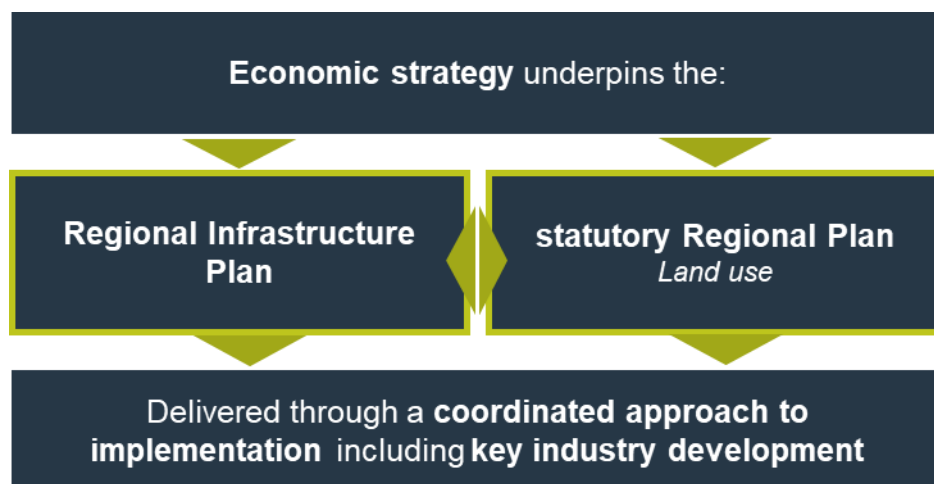 Economic strategy underpins the:
Regional Infrastructure
Plan
statutory Regional Plan
Land use
Delivered through a coordinated approach to
implementation including key industry development